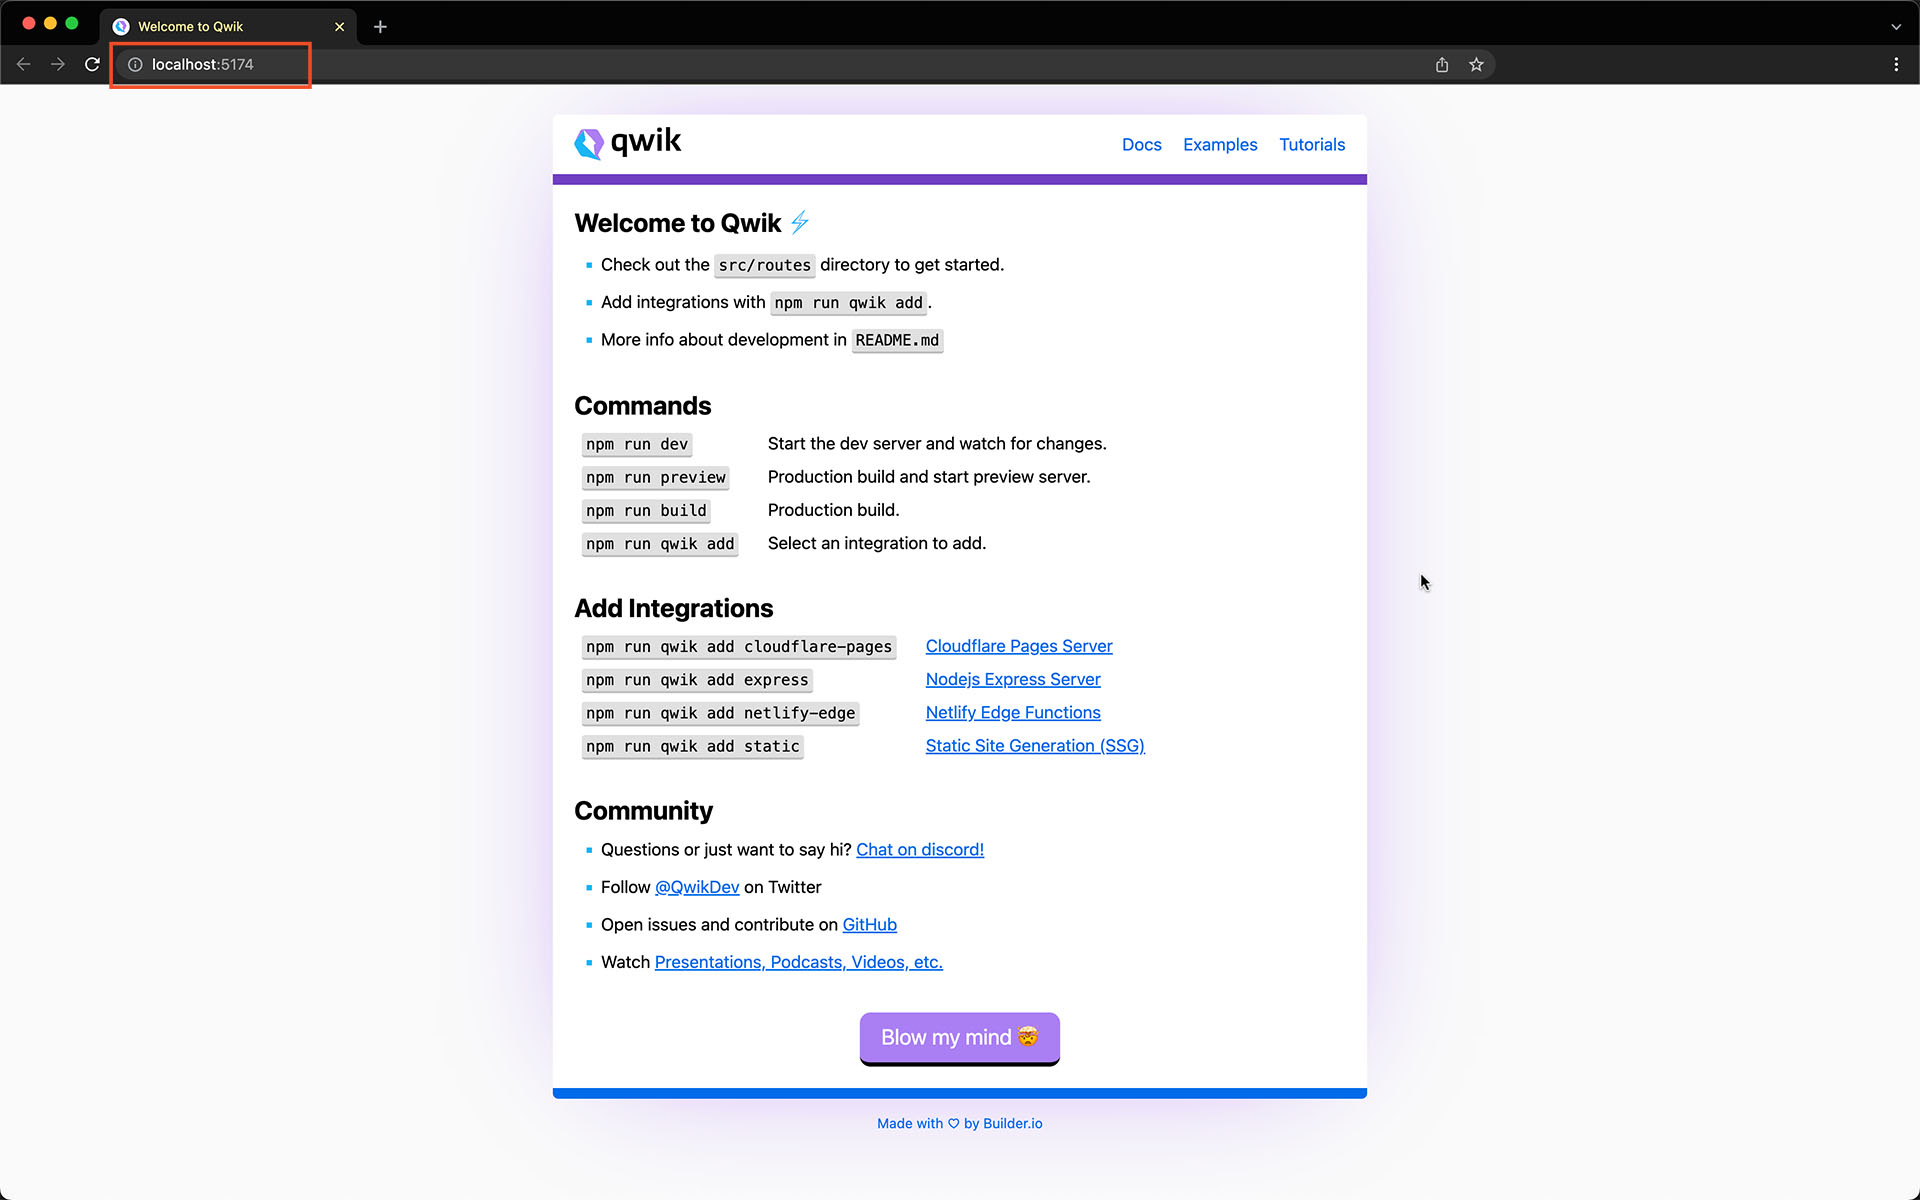 Welcome to Qwik
localhost:5174
qwik
Docs Examples Tutorials
Welcome to Qwik ⚡
Check out the src/routes directory to get started.
Add integrations with npm run qwik add.
More info about development in README.md
Commands
npm run dev Start the dev server and watch for changes.
npm run preview Production build and start preview server.
npm run build Production build.
npm run qwik add Select an integration to add.
Add Integrations
npm run qwik add cloudflare-pages Cloudflare Pages Server
npm run qwik add express Nodejs Express Server
npm run qwik add netlify-edge Netlify Edge Functions
npm run qwik add static Static Site Generation (SSG)
Community
Questions or just want to say hi? Chat on discord!
Follow @QwikDev on Twitter
Open issues and contribute on GitHub
Watch Presentations, Podcasts, Videos, etc.
Blow my mind 🤯
Made with ♡ by Builder.io